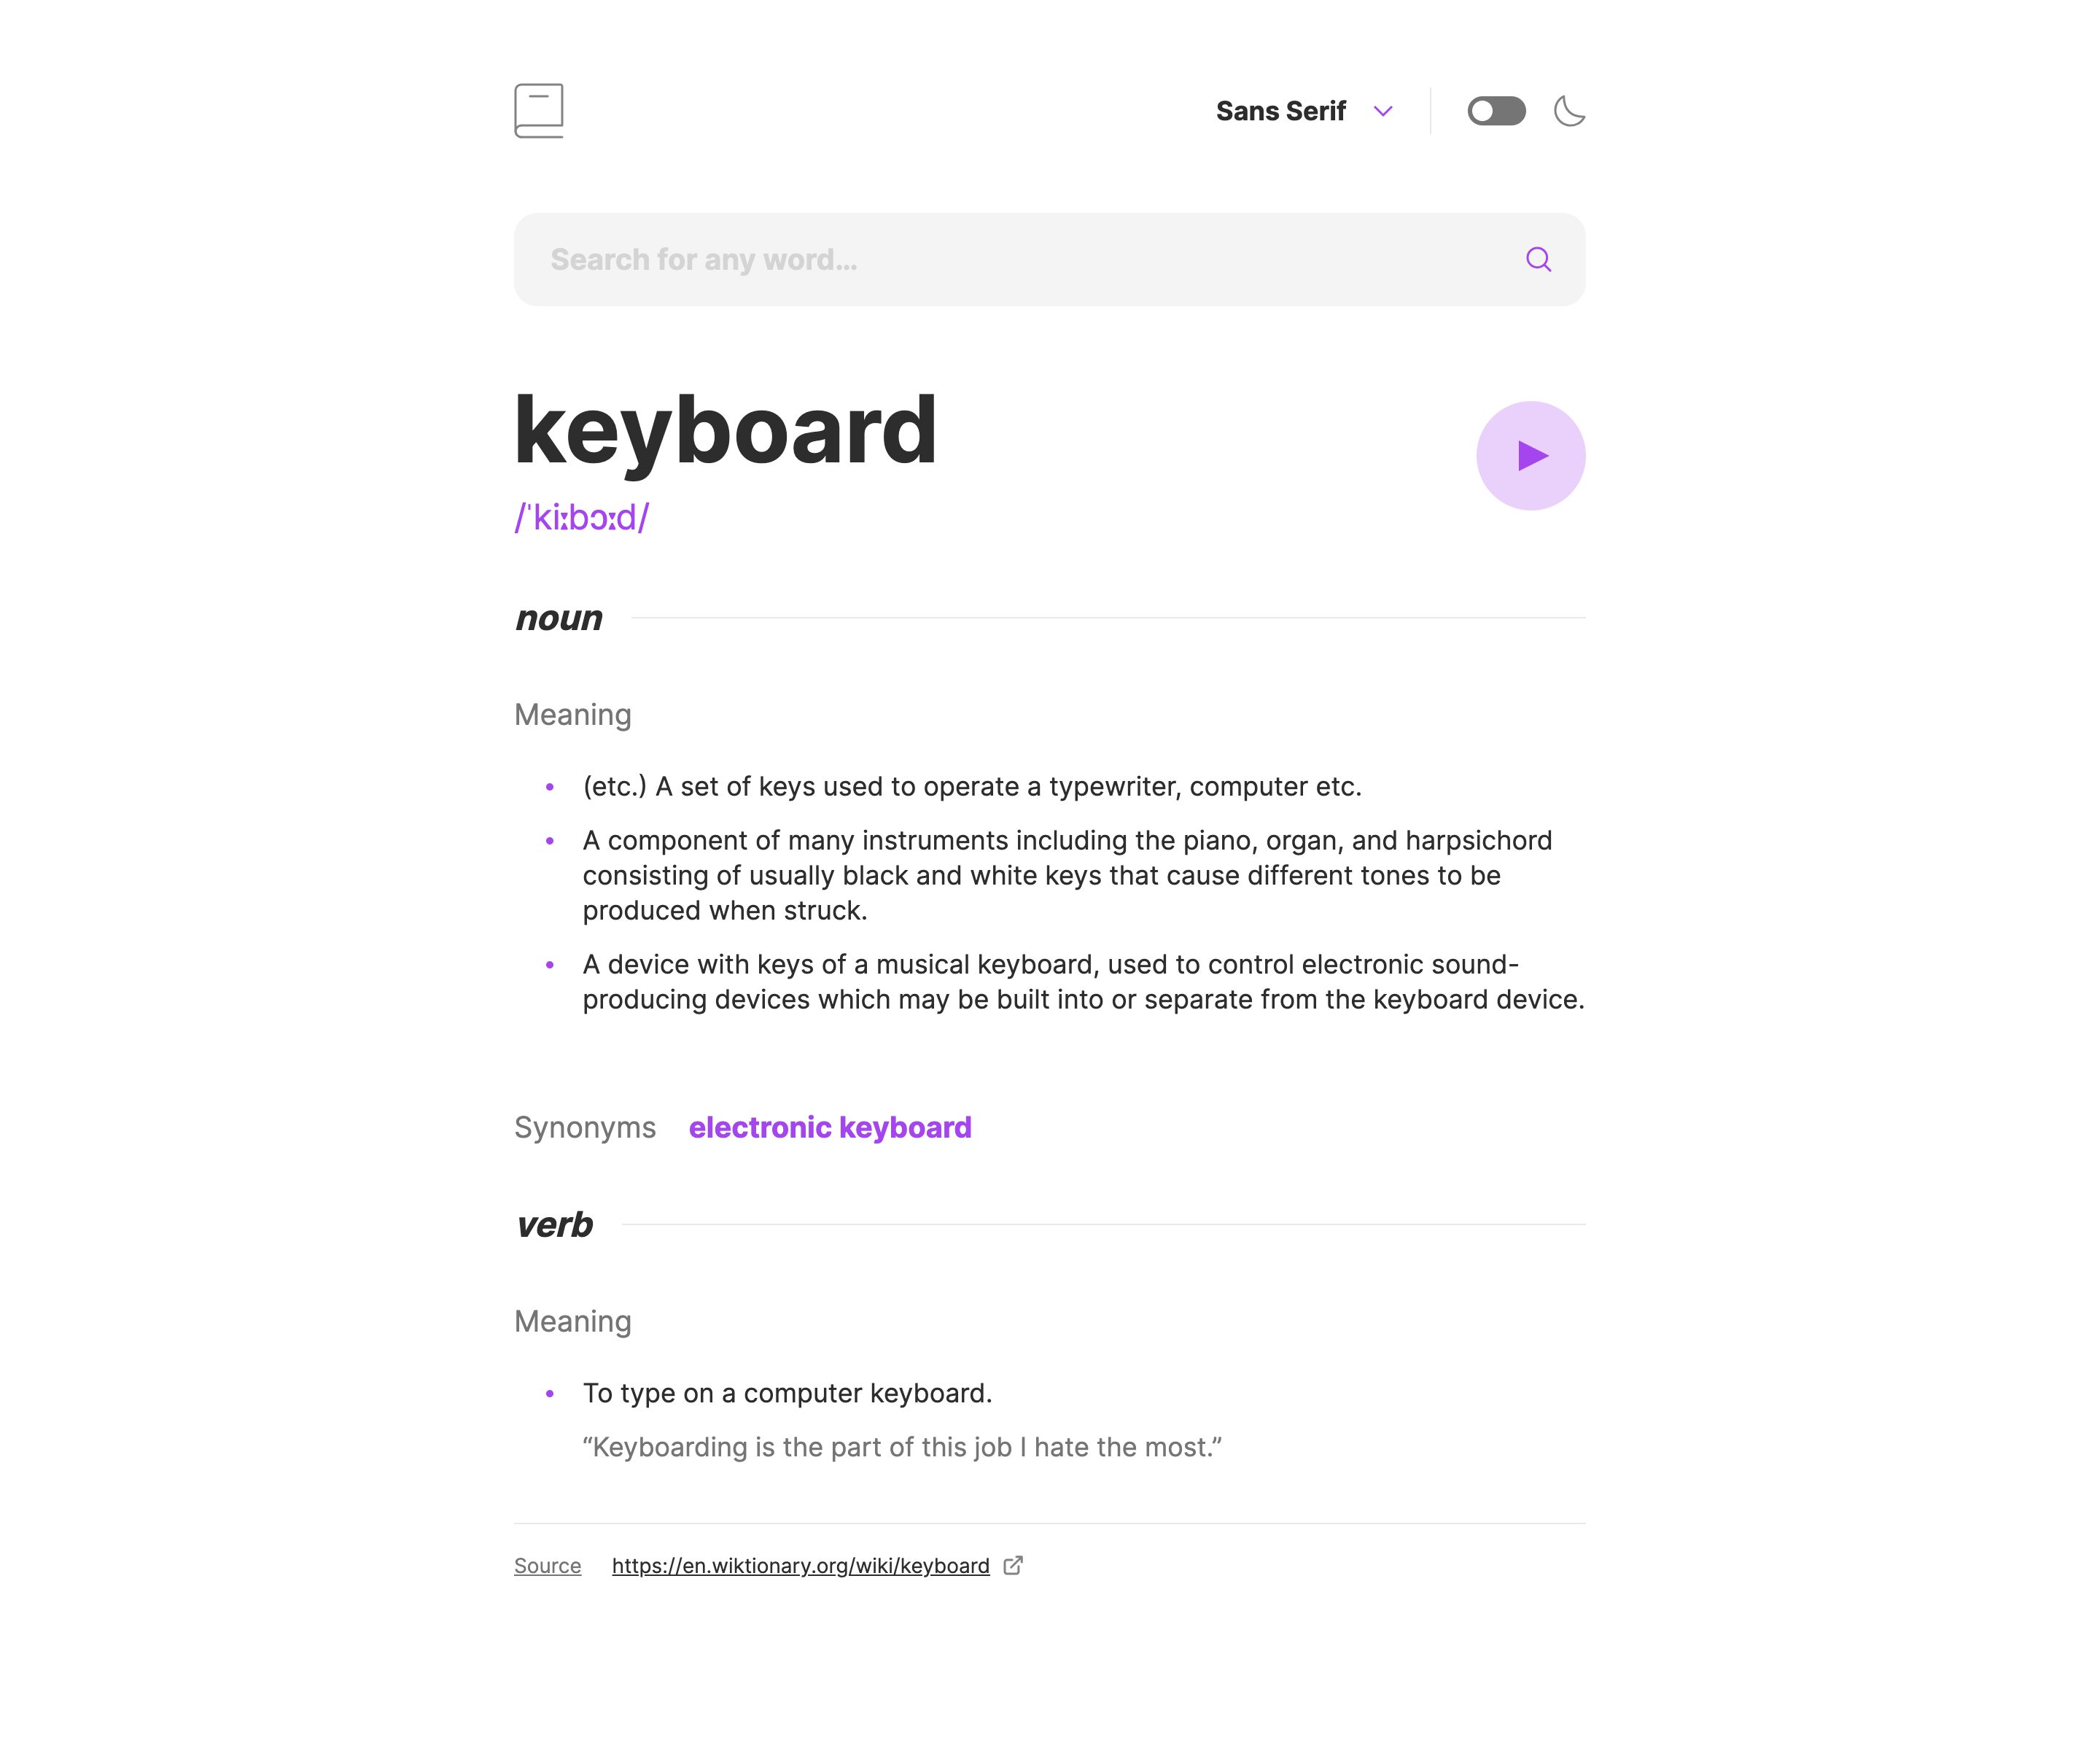 Sans Serif
Search for any word…
keyboard
/ˈkiːbɔːd/
noun
Meaning
• (etc.) A set of keys used to operate a typewriter, computer etc.
• A component of many instruments including the piano, organ, and harpsichord
consisting of usually black and white keys that cause different tones to be
produced when struck.
• A device with keys of a musical keyboard, used to control electronic sound-
producing devices which may be built into or separate from the keyboard device.
Synonyms electronic keyboard
verb
Meaning
• To type on a computer keyboard.
“Keyboarding is the part of this job I hate the most.”
Source https://en.wiktionary.org/wiki/keyboard